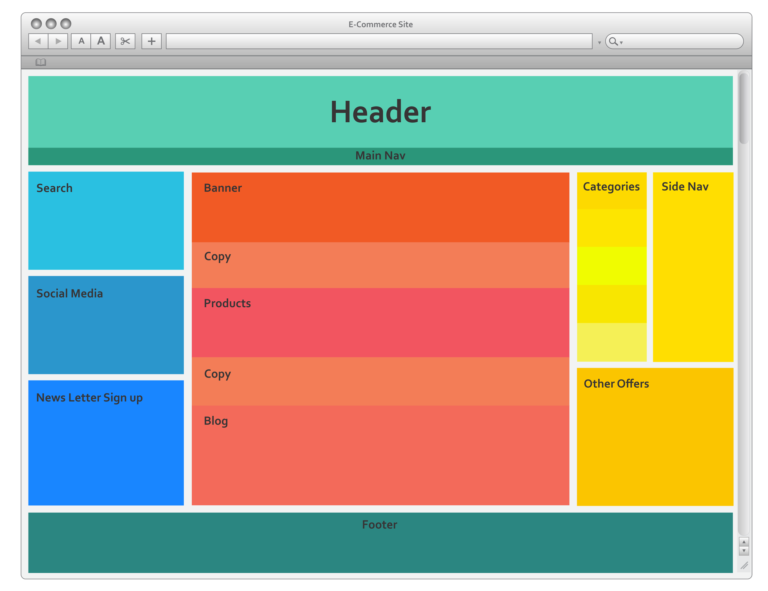 E-Commerce Site
A A
Header
Main Nav
Search
Social Media
News Letter Sign up
Banner
Copy
Products
Copy
Blog
Categories
Side Nav
Other Offers
Footer